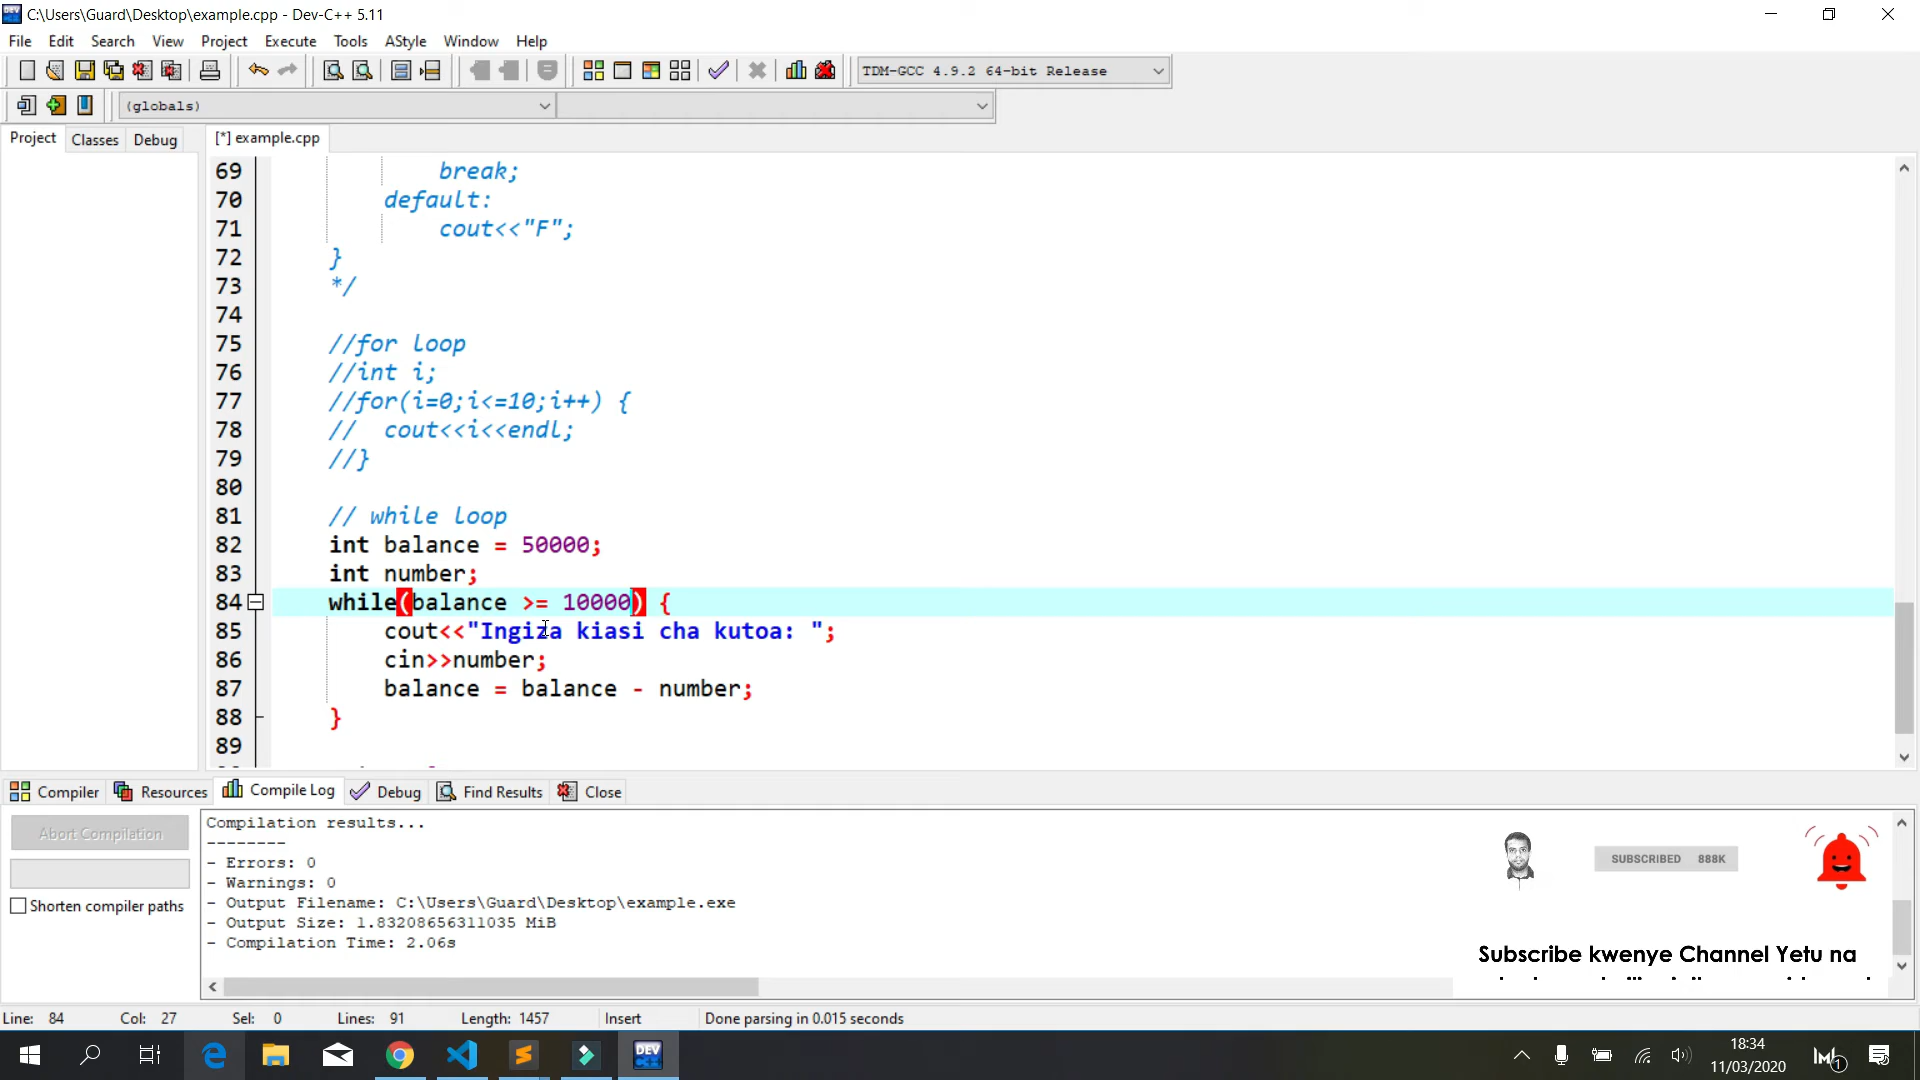 C:\Users\Guard\Desktop\example.cpp - Dev-C++ 5.11
File Edit Search View Project Execute Tools AStyle Window Help
TDM-GCC 4.9.2 64-bit Release
(globals)
Project Classes Debug [*] example.cpp
69 break;
70 default:
71 cout<<"F";
72 }
73 */
74
75 //for loop
76 //int i;
77 //for(i=0;i<=10;i++) {
78 // cout<<i<<endl;
79 //}
80
81 // while loop
82 int balance = 50000;
83 int number;
84 while(balance >= 10000) {
85 cout<<"Ingiza kiasi cha kutoa: ";
86 cin>>number;
87 balance = balance - number;
88 }
89
Compiler Resources Compile Log Debug Find Results Close
Abort Compilation
Shorten compiler paths
Compilation results...
--------
- Errors: 0
- Warnings: 0
- Output Filename: C:\Users\Guard\Desktop\example.exe
- Output Size: 1.83208656311035 MiB
- Compilation Time: 2.06s
SUBSCRIBED 888K
Subscribe kwenye Channel Yetu na
Line: 84 Col: 27 Sel: 0 Lines: 91 Length: 1457 Insert Done parsing in 0.015 seconds
DEV
18:34
11/03/2020
1